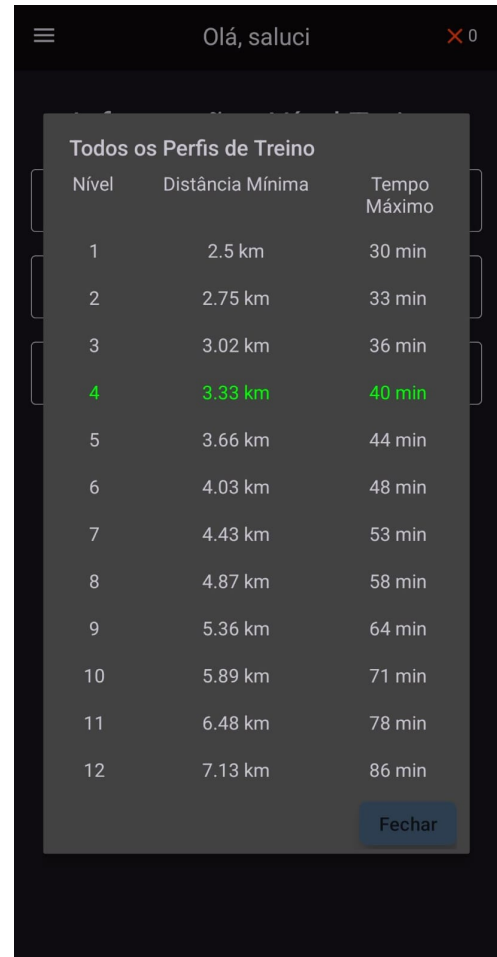 Olá, saluci 0
Todos os Perfis de Treino
Nível Distância Mínima Tempo Máximo
1 2.5 km 30 min
2 2.75 km 33 min
3 3.02 km 36 min
4 3.33 km 40 min
5 3.66 km 44 min
6 4.03 km 48 min
7 4.43 km 53 min
8 4.87 km 58 min
9 5.36 km 64 min
10 5.89 km 71 min
11 6.48 km 78 min
12 7.13 km 86 min
Fechar